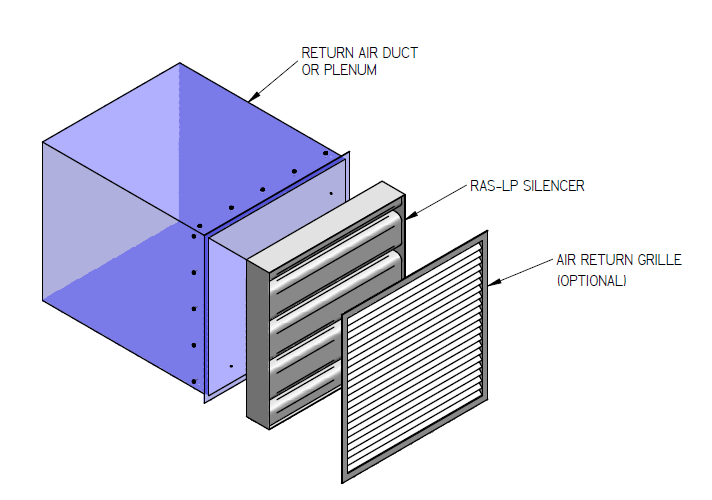 RETURN AIR DUCT
OR PLENUM
RAS-LP SILENCER
AIR RETURN GRILLE
(OPTIONAL)